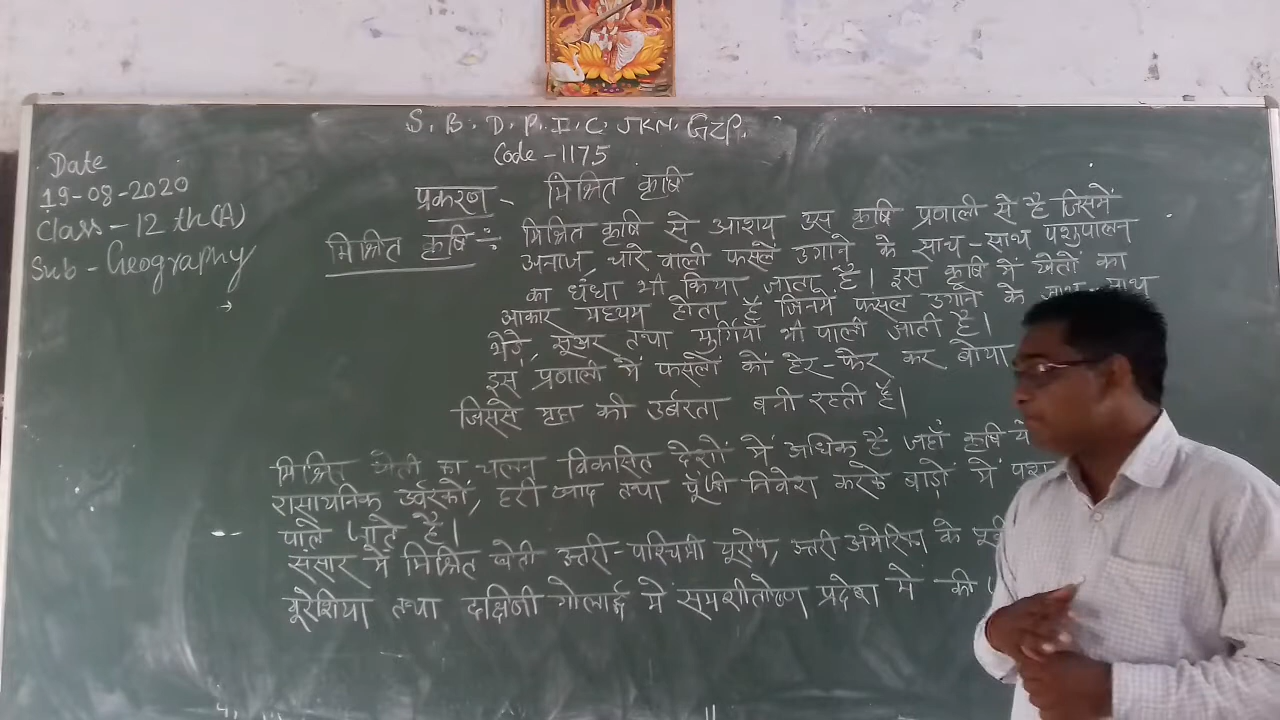 S. B. D. P. I. C. GZP.
Code - 1175
Date
19-08-2020
Class - 12 th (A)
Sub - Geography
प्रकरण - मिश्रित कृषि
मिश्रित कृषि :- मिश्रित कृषि से आशय उस कृषि प्रणाली से है जिसमें
अनाज, चारे वाली फसलें उगाने के साथ-साथ पशुपालन
का धंधा भी किया जाता है। इस कृषि में खेतों का
आकार मध्यम होता है जिनमें फसल उगाने के साथ-साथ
भेड़े, सूअर तथा मुर्गियाँ भी पाली जाती है।
इस प्रणाली में फसलों को हेर-फेर कर बोया
जिससे मृदा की उर्बरता बनी रहती है।
मिश्रित खेती का चलन विकसित देशों में अधिक है जहाँ कृषि
रासायनिक उर्वरकों, हरी खाद तथा पूँजी निवेश करके बाड़ो में
पाले जाते हैं।
संसार में मिश्रित खेती उत्तरी-पश्चिमी यूरोप, उत्तरी अमेरिका के
यूरेशिया तथा दक्षिणी गोलार्द्ध में समशीतोष्ण प्रदेश में की